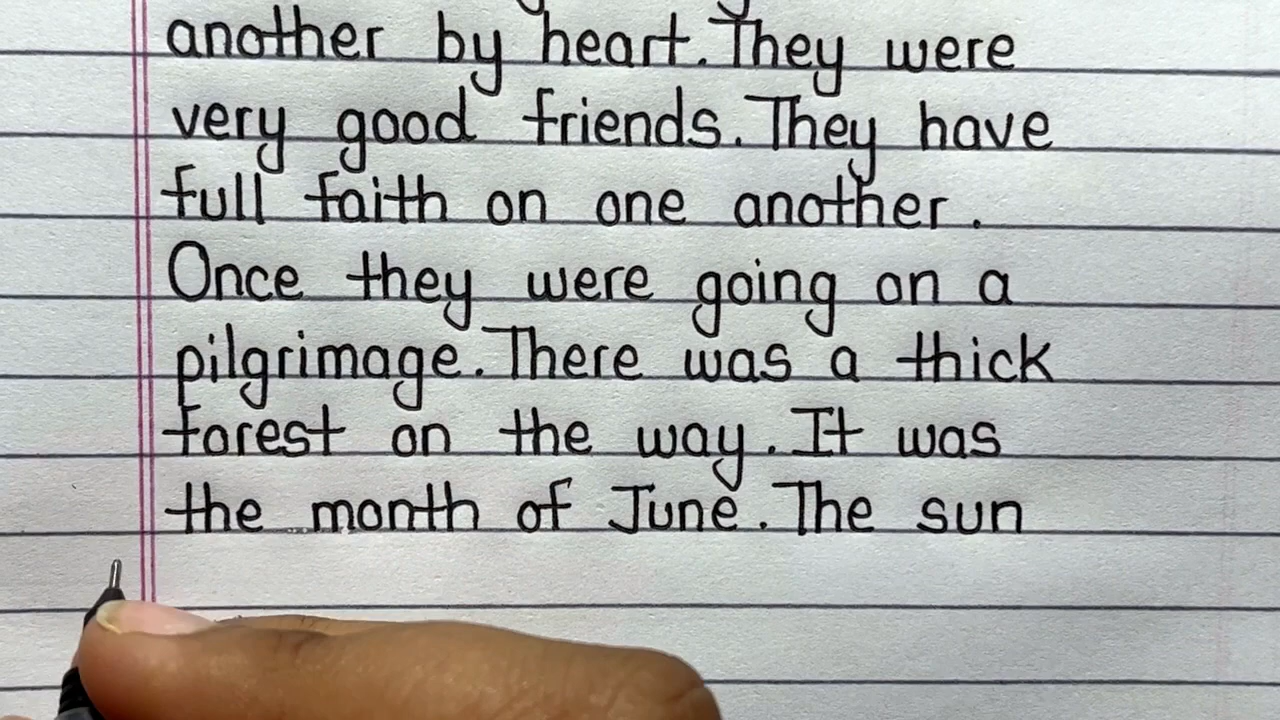 another by heart. They were
very good friends. They have
full faith on one another.
Once they were going on a
pilgrimage. There was a thick
forest on the way. It was
the month of June. The sun